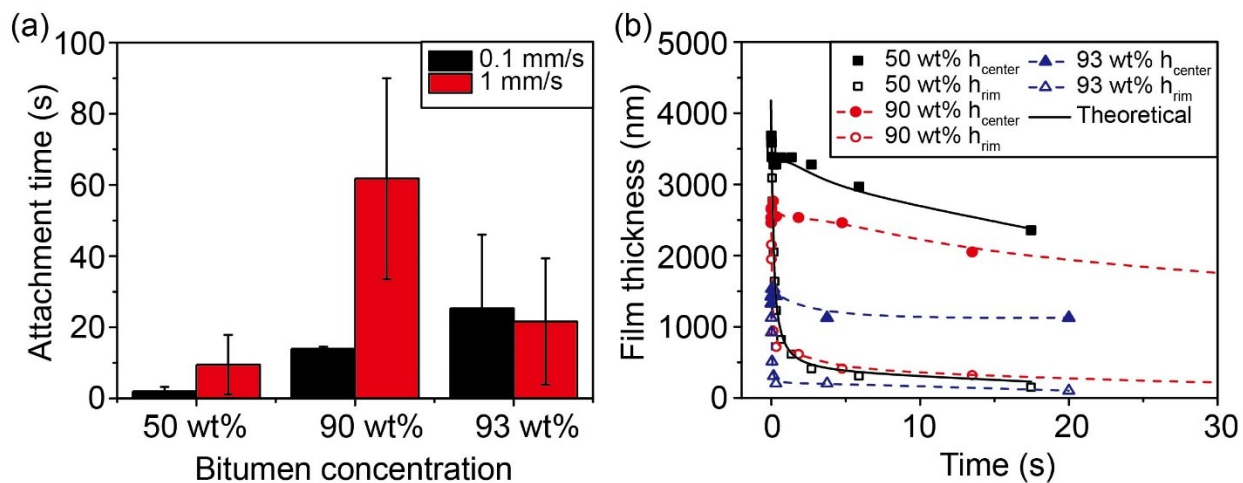 (a)
100
80
60
40
20
0
Attachment time (s)
0.1 mm/s
1 mm/s
50 wt%
90 wt%
93 wt%
Bitumen concentration
(b)
5000
4000
3000
2000
1000
0
Film thickness (nm)
50 wt% h_center
50 wt% h_rim
90 wt% h_center
90 wt% h_rim
93 wt% h_center
93 wt% h_rim
Theoretical
0
10
20
30
Time (s)